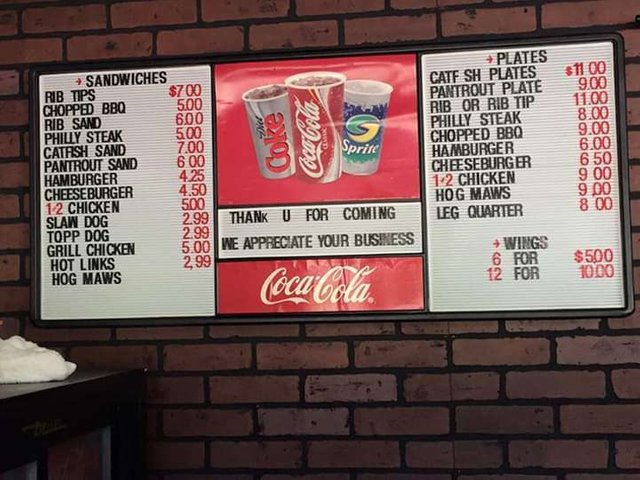 → SANDWICHES
RIB TIPS $7 00
CHOPPED BBQ 5.00
RIB SAND 6.00
PHILLY STEAK 5.00
CATFISH SAND 7.00
PANTROUT SAND 6 00
HAMBURGER 4.25
CHEESEBURGER 4.50
1-2 CHICKEN 5.00
SLAW DOG 2.99
TOPP DOG 2.99
GRILL CHICKEN 5.00
HOT LINKS 2,99
HOG MAWS
Diet Coke
Coca-Cola CLASSIC
Sprite
THANK U FOR COMING
WE APPRECIATE YOUR BUSINESS
Coca-Cola
→ PLATES
CATF SH PLATES $11 00
PANTROUT PLATE 9.00
RIB OR RIB TIP 11.00
PHILLY STEAK 8.00
CHOPPED BBQ 9.00
HAMBURGER 6.00
CHEESEBURGER 6 50
1-2 CHICKEN 9 00
HOG MAWS 9 00
LEG QUARTER 8 00
→ WINGS
6 FOR $5.00
12 FOR 10.00